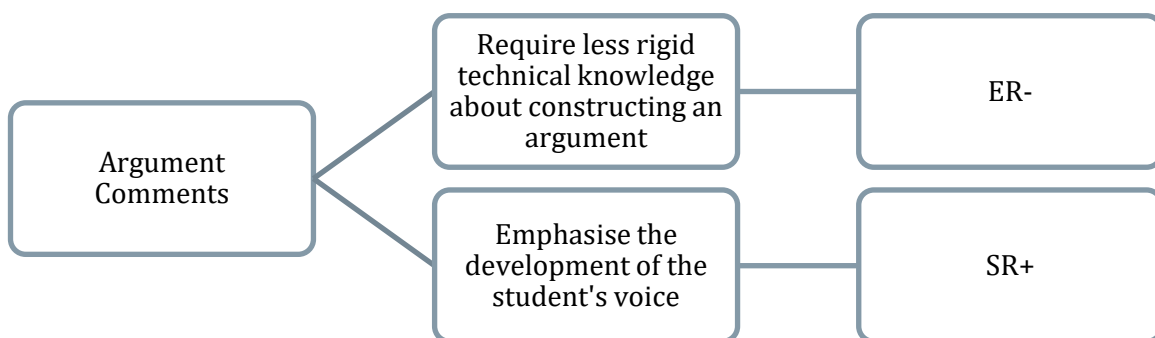 Argument
Comments
Require less rigid
technical knowledge
about constructing an
argument
ER-
Emphasise the
development of the
student's voice
SR+